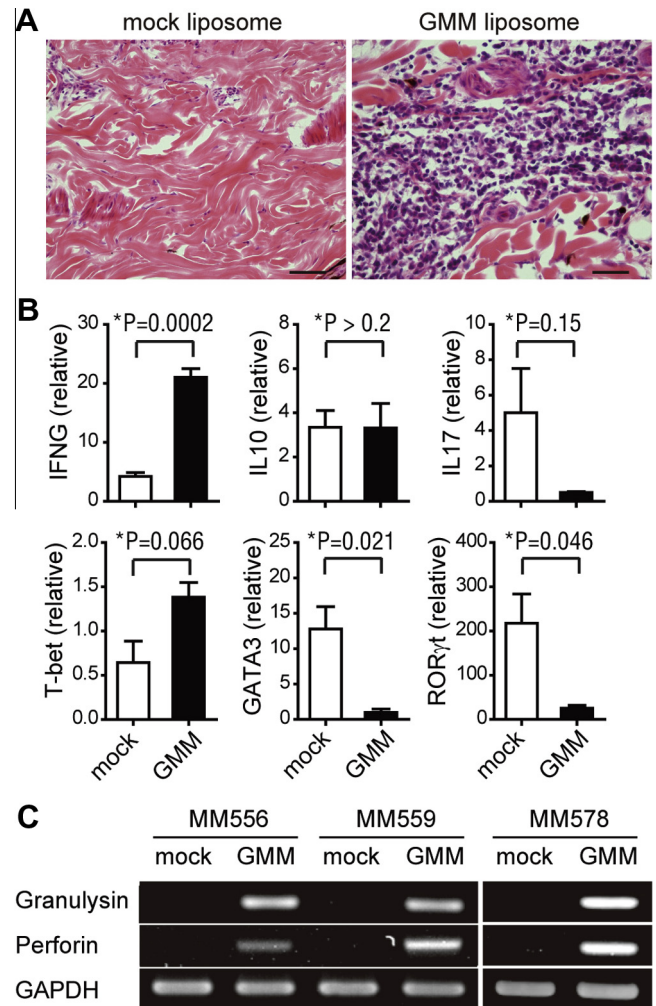 A
mock liposome GMM liposome
B
IFNG (relative)
30
20
10
0
*P=0.0002
IL10 (relative)
8
6
4
2
0
*P > 0.2
IL17 (relative)
10
8
6
4
2
0
*P=0.15
T-bet (relative)
2.0
1.5
1.0
0.5
0.0
*P=0.066
mock GMM
GATA3 (relative)
25
20
15
10
5
0
*P=0.021
mock GMM
RORγt (relative)
400
300
200
100
0
*P=0.046
mock GMM
C
MM556 MM559 MM578
mock GMM mock GMM mock GMM
Granulysin
Perforin
GAPDH